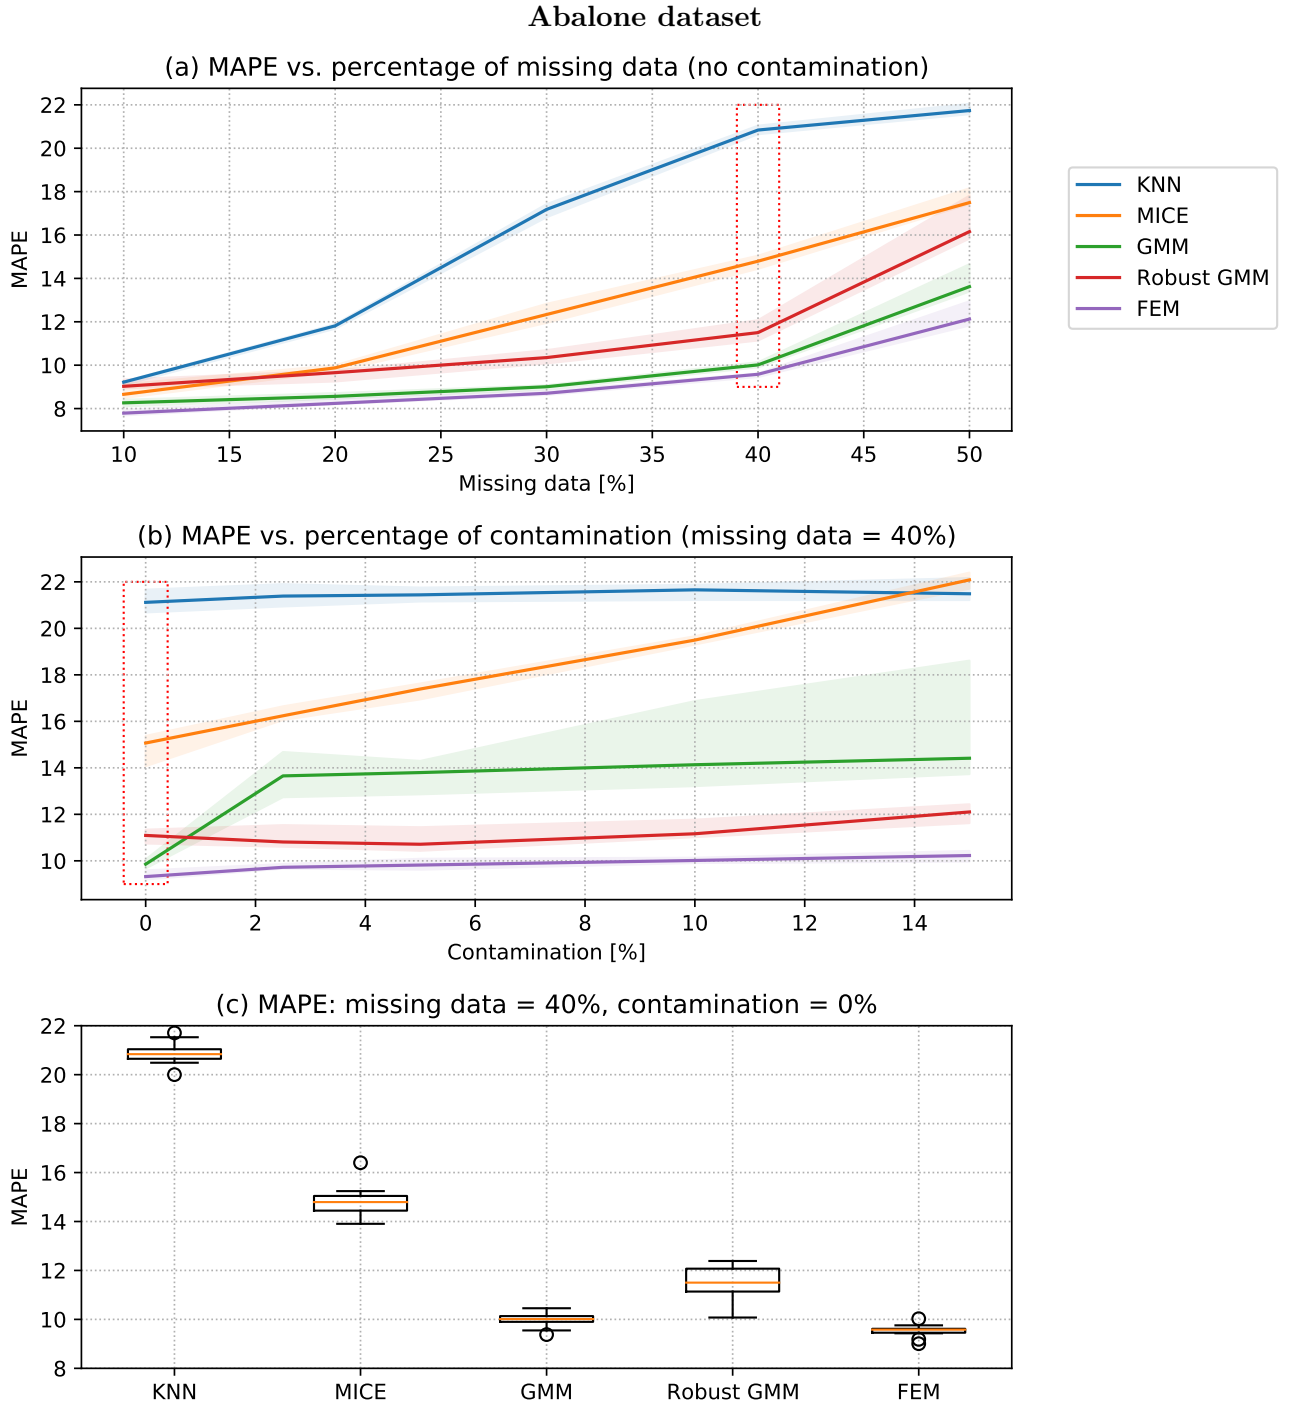 Abalone dataset
(a) MAPE vs. percentage of missing data (no contamination)
MAPE
22
20
18
16
14
12
10
8
10 15 20 25 30 35 40 45 50
Missing data [%]
KNN
MICE
GMM
Robust GMM
FEM
(b) MAPE vs. percentage of contamination (missing data = 40%)
MAPE
22
20
18
16
14
12
10
0 2 4 6 8 10 12 14
Contamination [%]
(c) MAPE: missing data = 40%, contamination = 0%
MAPE
22
20
18
16
14
12
10
8
KNN MICE GMM Robust GMM FEM